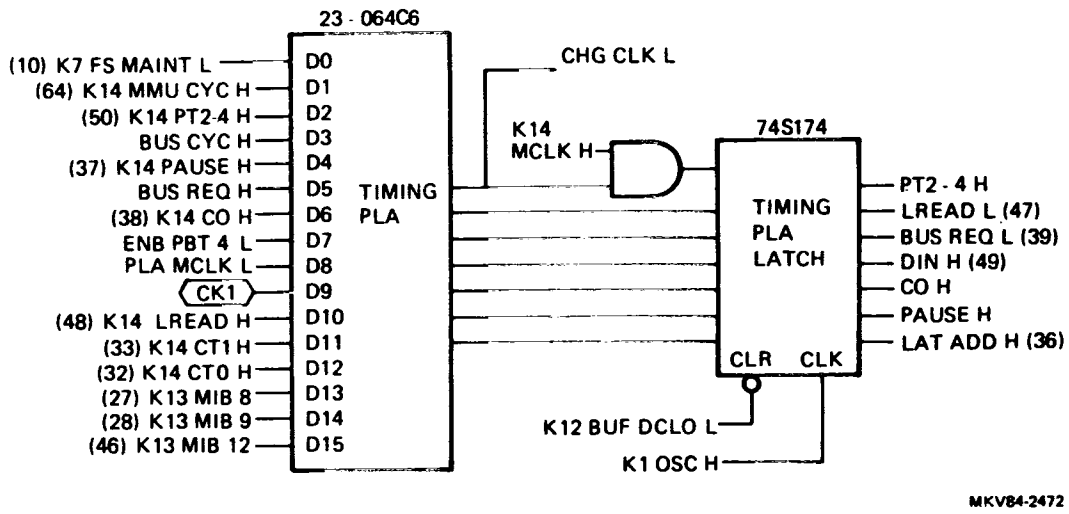 23 - 064C6
(10) K7 FS MAINT L D0
(64) K14 MMU CYC H D1
(50) K14 PT2-4 H D2
BUS CYC H D3
(37) K14 PAUSE H D4
BUS REQ H D5
(38) K14 CO H D6
ENB PBT 4 L D7
PLA MCLK L D8
CK1 D9
(48) K14 LREAD H D10
(33) K14 CT1 H D11
(32) K14 CT0 H D12
(27) K13 MIB 8 D13
(28) K13 MIB 9 D14
(46) K13 MIB 12 D15
TIMING
PLA
CHG CLK L
K14
MCLK H
74S174
TIMING
PLA
LATCH
CLR CLK
PT2 - 4 H
LREAD L (47)
BUS REQ L (39)
DIN H (49)
CO H
PAUSE H
LAT ADD H (36)
K12 BUF DCLO L
K1 OSC H
MKV84-2472